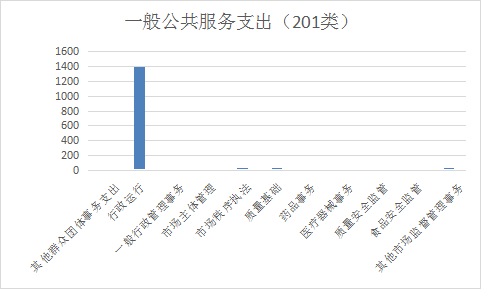 一般公共服务支出（201类）
1600
1400
1200
1000
800
600
400
200
0
其他群众团体事务支出
行政运行
一般行政管理事务
市场主体管理
市场秩序执法
质量基础
药品事务
医疗器械事务
质量安全监管
食品安全监管
其他市场监督管理事务